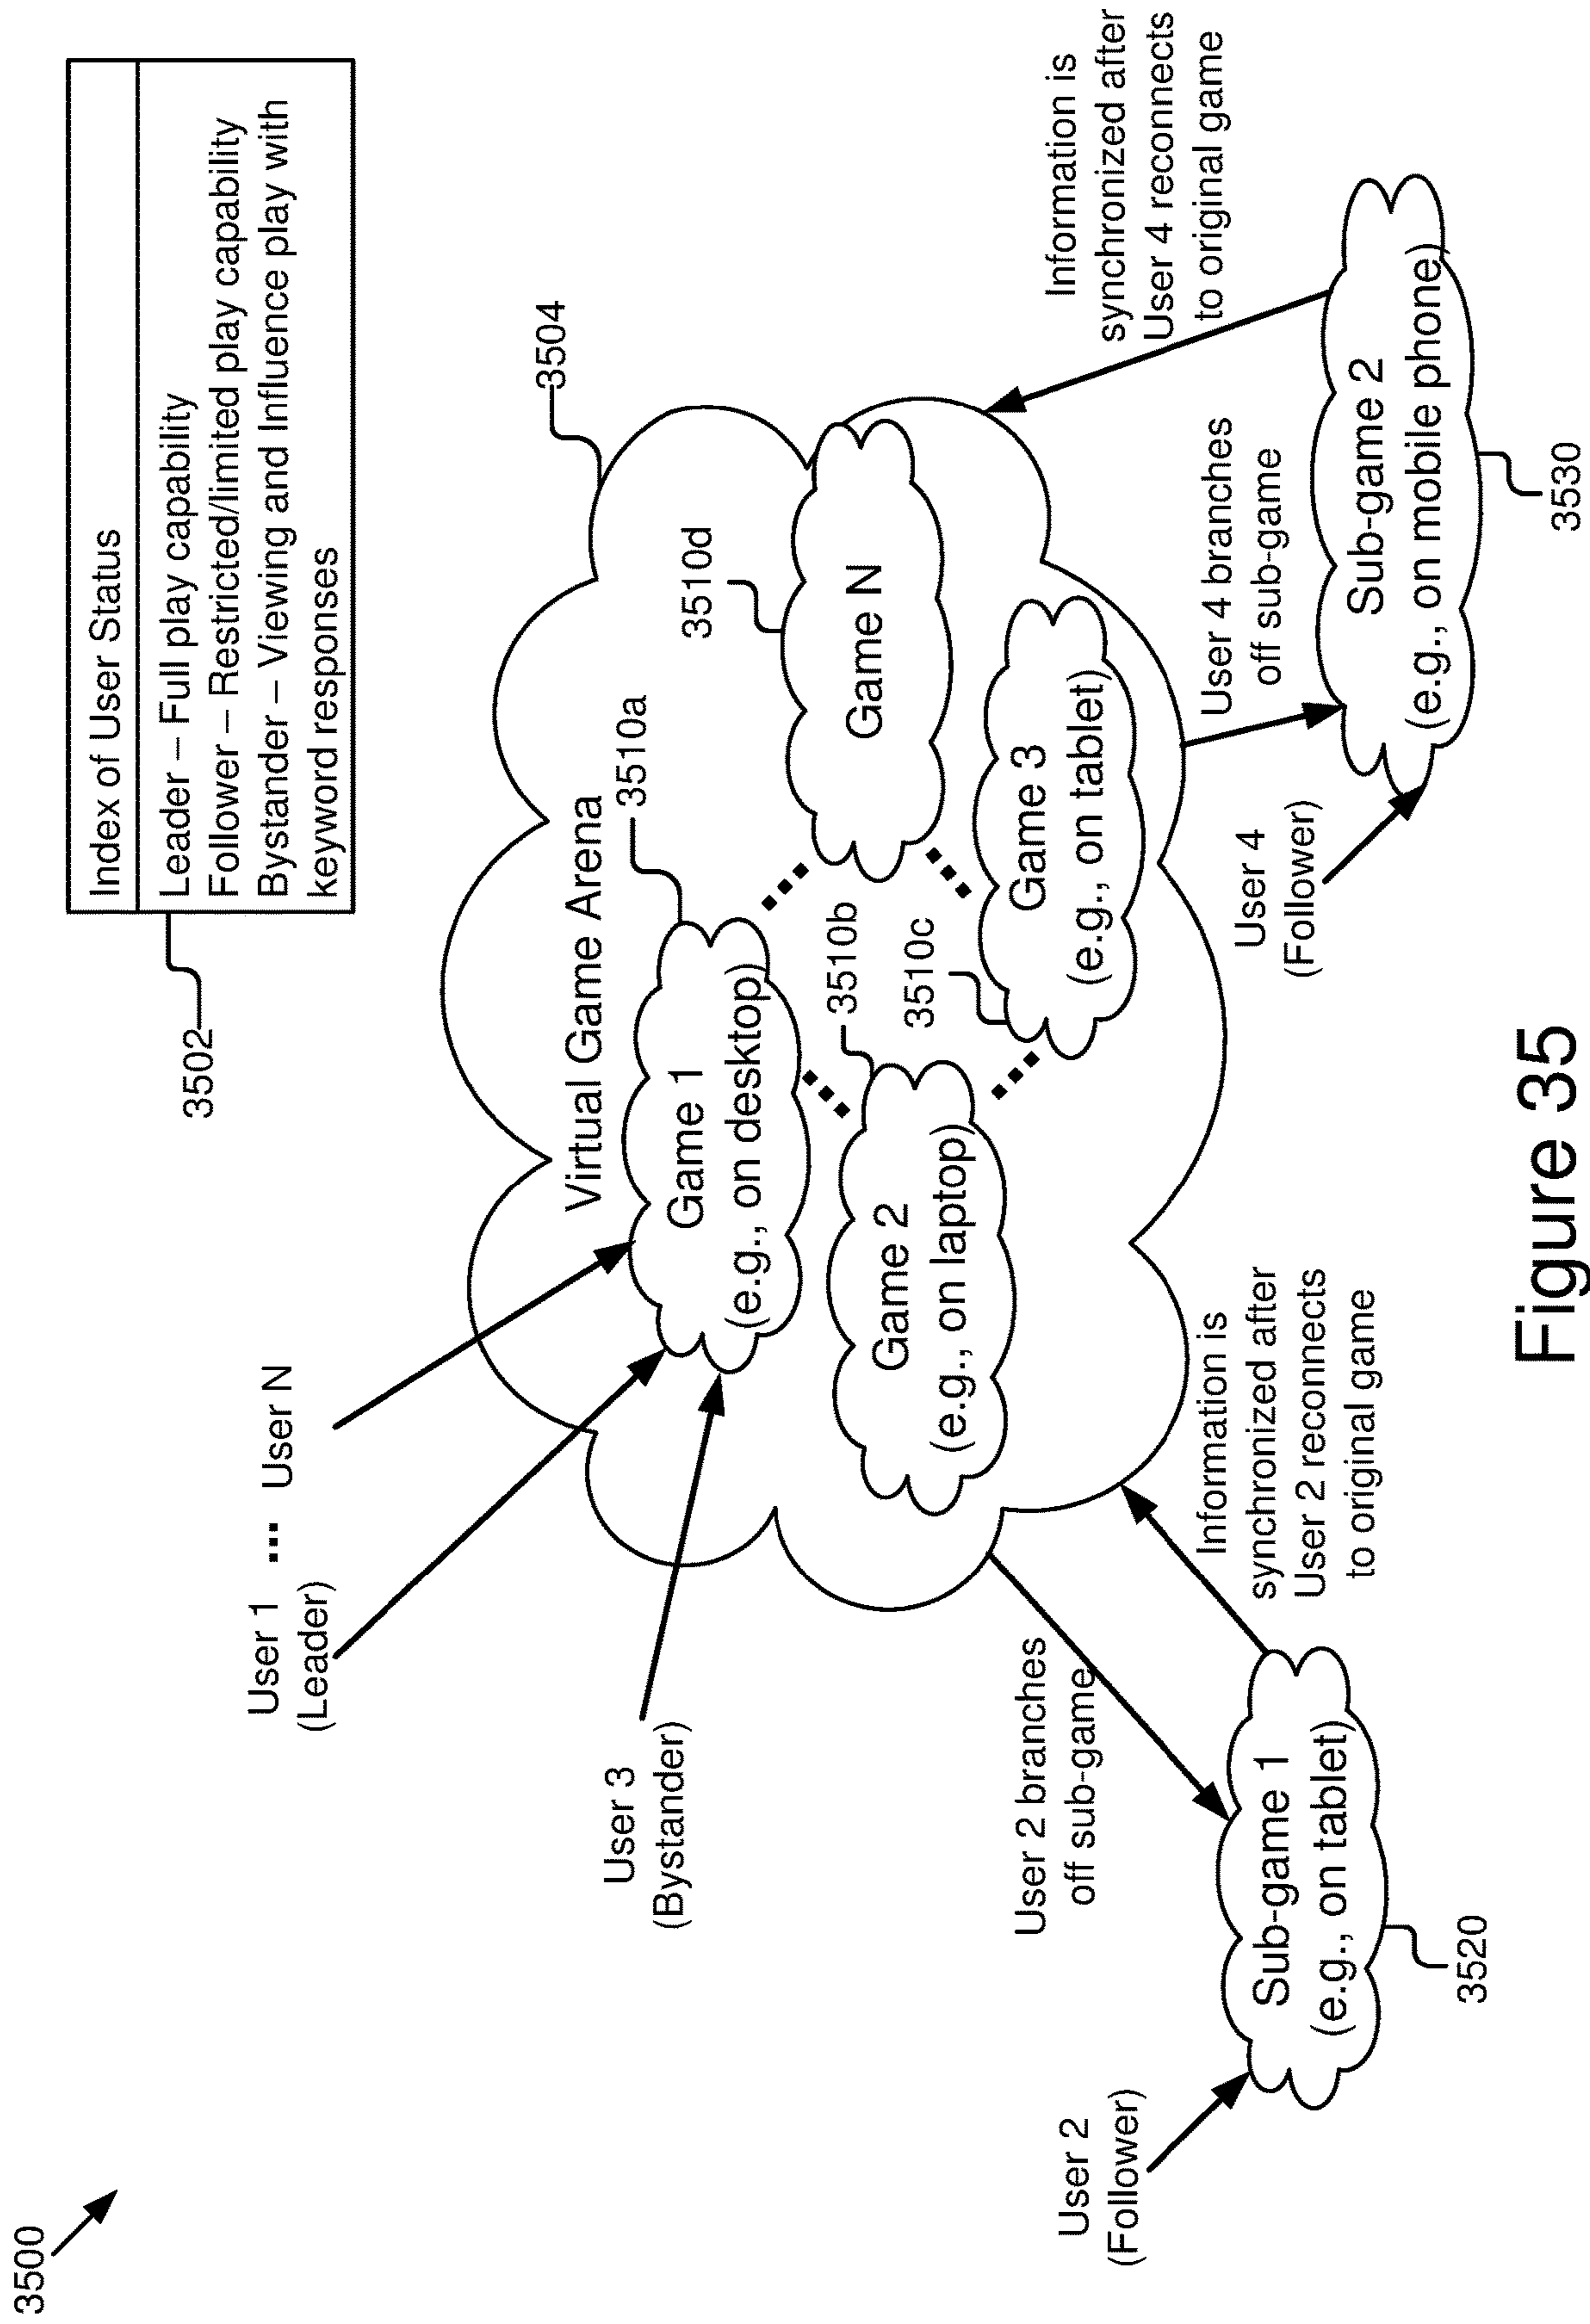 3500
3502
Index of User Status
Leader – Full play capability
Follower – Restricted/limited play capability
Bystander – Viewing and Influence play with
keyword responses
User 1 ... User N
(Leader)
User 3
(Bystander)
3504
Virtual Game Arena
3510a
Game 1
(e.g., on desktop)
3510d
Game N
3510b
Game 2
(e.g., on laptop)
3510c
Game 3
(e.g., on tablet)
User 2 branches
off sub-game
Information is
synchronized after
User 2 reconnects
to original game
User 2
(Follower)
Sub-game 1
(e.g., on tablet)
3520
User 4 branches
off sub-game
Information is
synchronized after
User 4 reconnects
to original game
User 4
(Follower)
Sub-game 2
(e.g., on mobile phone)
3530
Figure 35